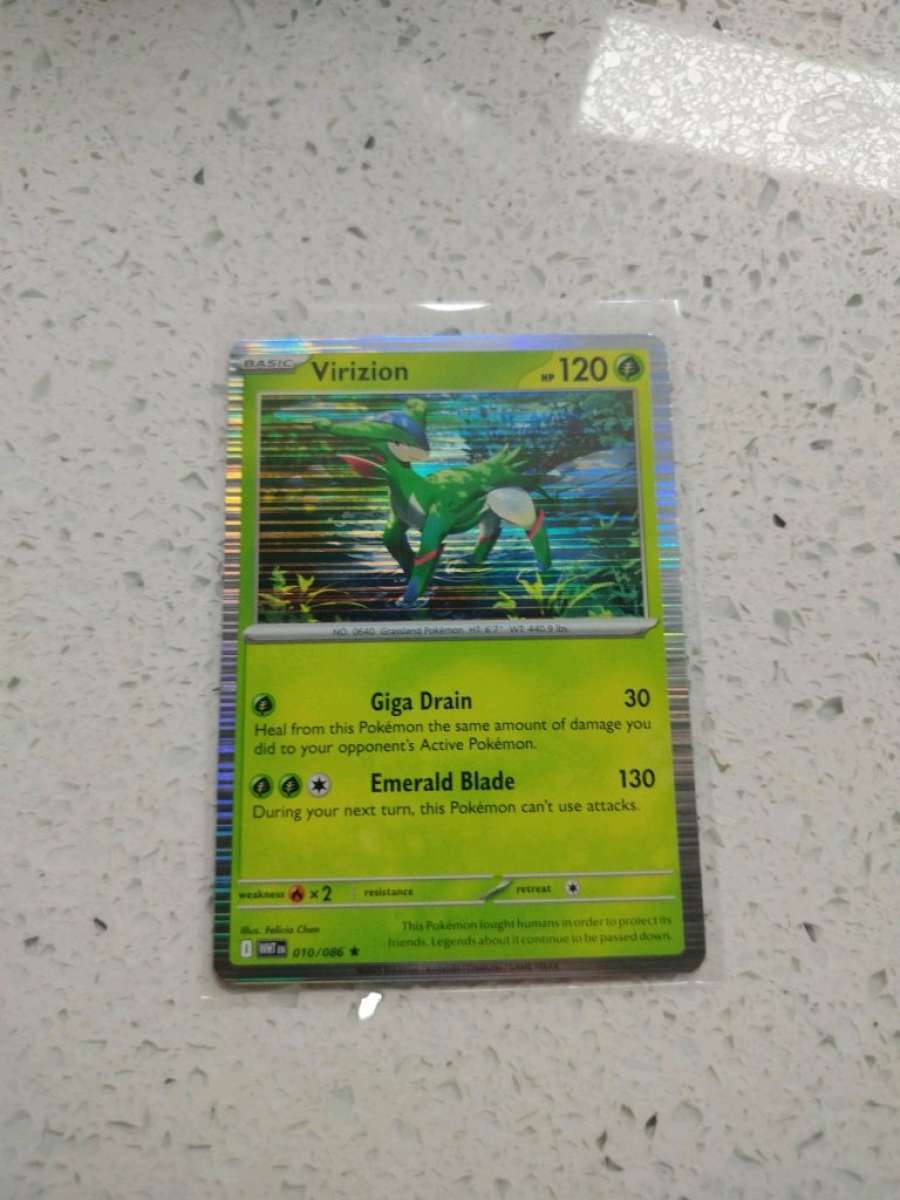 BASIC Virizion HP 120
NO. 0640 Grassland Pokémon HT: 6'7" WT: 440.9 lbs.
Giga Drain 30
Heal from this Pokémon the same amount of damage you
did to your opponent's Active Pokémon.
Emerald Blade 130
During your next turn, this Pokémon can't use attacks.
weakness ×2 resistance retreat
Illus. Felicia Chen
This Pokémon fought humans in order to protect its
friends. Legends about it continue to be passed down.
I 010/086